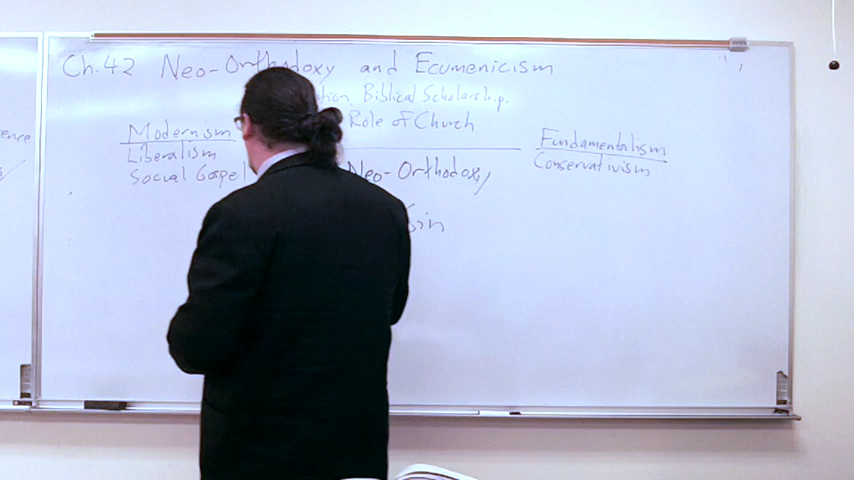 Ch. 42 Neo-Orthodoxy and Ecumenicism
Biblical Scholarship.
Role of Church
Modernism
Liberalism
Social Gospel
Neo-Orthodoxy
Sin
Fundamentalism
Conservativism